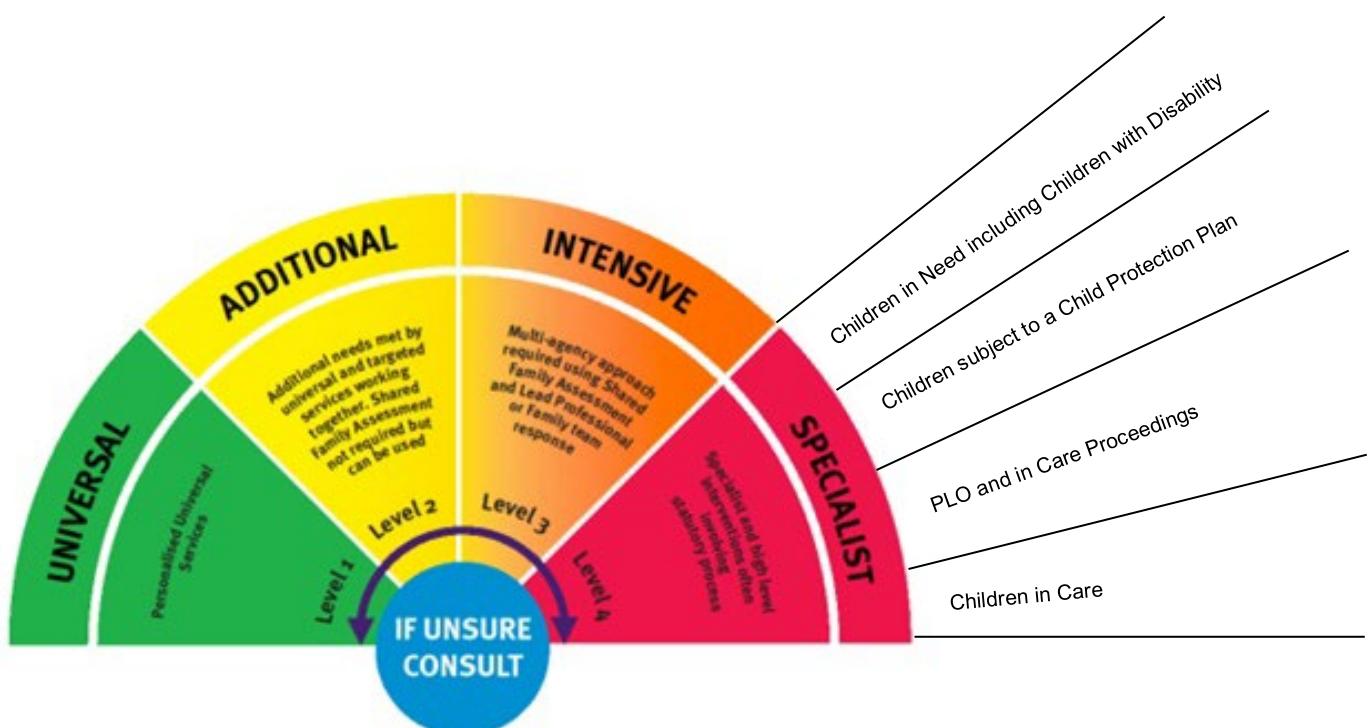 UNIVERSAL
ADDITIONAL
INTENSIVE
SPECIALIST
Personalised Universal
Services
Level 1
Additional needs met by
universal and targeted
services working
together. Shared
Family Assessment
not required but
can be used
Level 2
Multi-agency approach
required using Shared
Family Assessment
and Lead Professional
or Family team
response
Level 3
Specialist and high level
interventions often
involving
statutory process
Level 4
IF UNSURE
CONSULT
Children in Need including Children with Disability
Children subject to a Child Protection Plan
PLO and in Care Proceedings
Children in Care